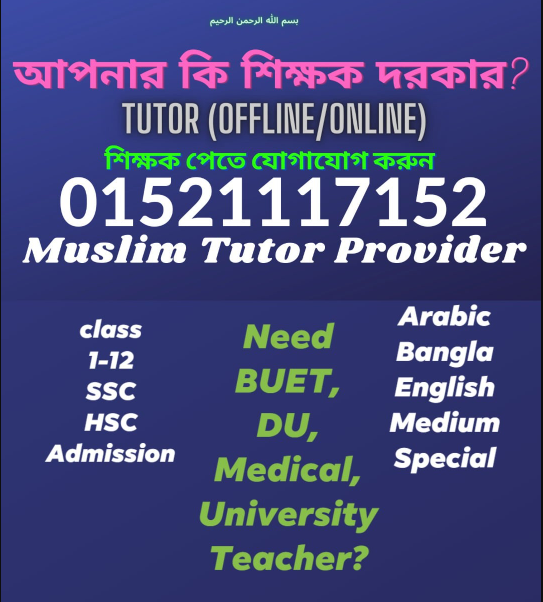 بسم الله الرحمن الرحيم
আপনার কি শিক্ষক দরকার?
TUTOR (OFFLINE/ONLINE)
শিক্ষক পেতে যোগাযোগ করুন
01521117152
Muslim Tutor Provider
class
1-12
SSC
HSC
Admission
Need
BUET,
DU,
Medical,
University
Teacher?
Arabic
Bangla
English
Medium
Special